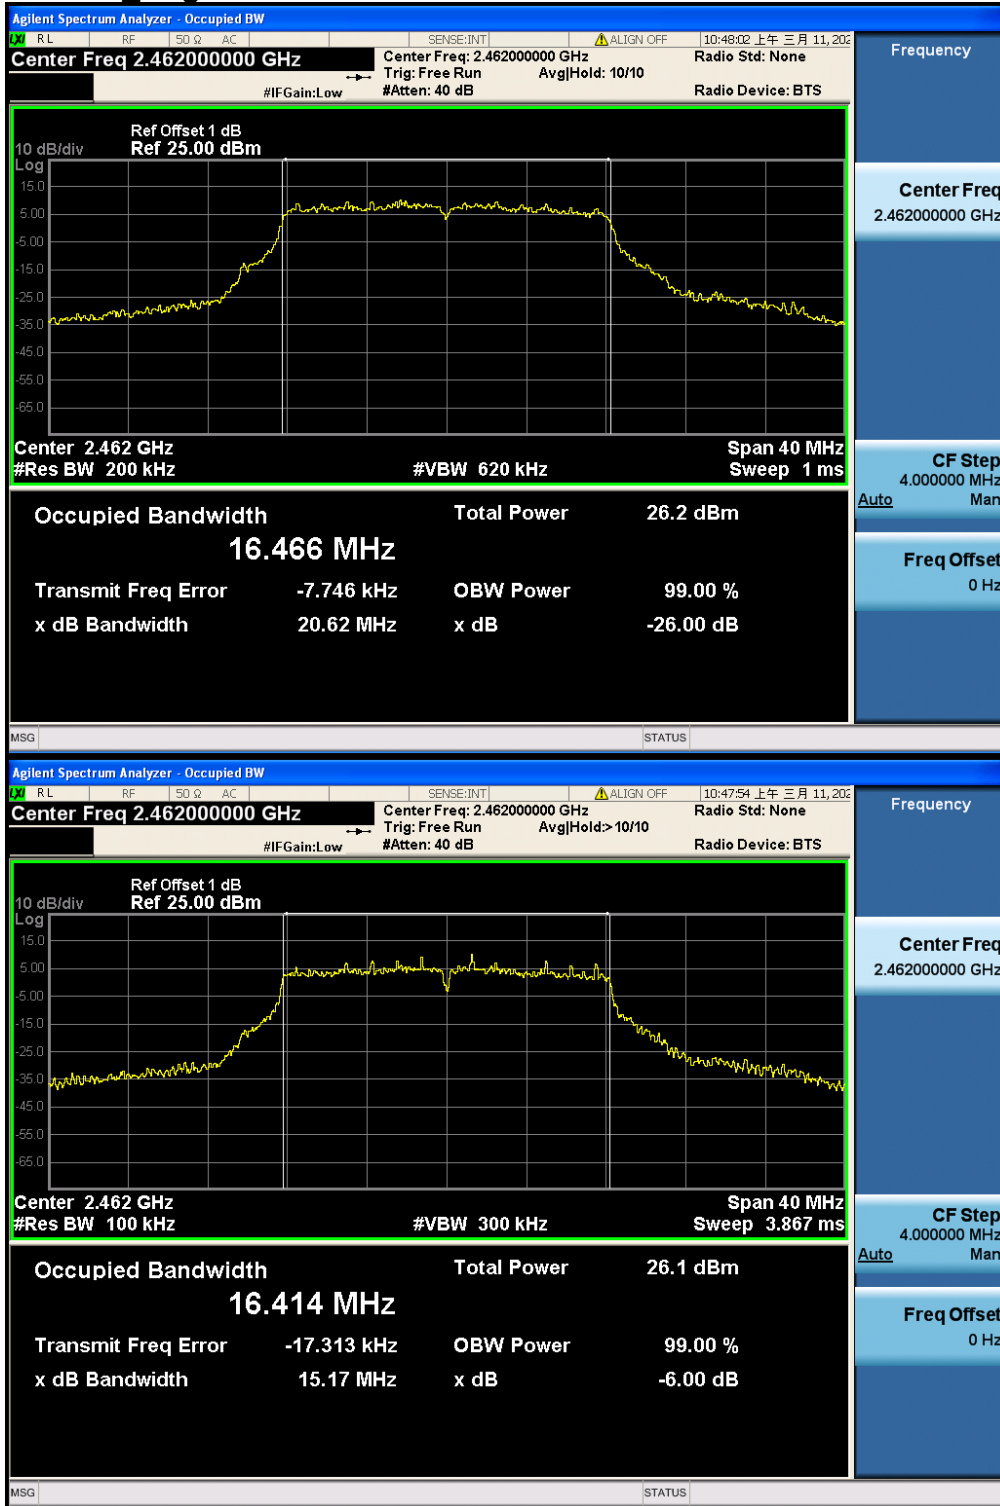 Agilent Spectrum Analyzer - Occupied BW
LXI RL RF 50 Ω AC SENSE:INT ALIGN OFF 10:48:02 上午 三月 11, 202
Center Freq 2.462000000 GHz
Center Freq: 2.462000000 GHz
Radio Std: None
Trig: Free Run Avg|Hold: 10/10
#IFGain:Low #Atten: 40 dB Radio Device: BTS
Frequency
Ref Offset 1 dB
10 dB/div Ref 25.00 dBm
Log
15.0
5.00
-5.00
-15.0
-25.0
-35.0
-45.0
-55.0
-65.0
Center 2.462 GHz Span 40 MHz
#Res BW 200 kHz #VBW 620 kHz Sweep 1 ms
Center Freq
2.462000000 GHz
CF Step
4.000000 MHz
Auto Man
Freq Offset
0 Hz
Occupied Bandwidth Total Power 26.2 dBm
16.466 MHz
Transmit Freq Error -7.746 kHz OBW Power 99.00 %
x dB Bandwidth 20.62 MHz x dB -26.00 dB
MSG STATUS
Agilent Spectrum Analyzer - Occupied BW
LXI RL RF 50 Ω AC SENSE:INT ALIGN OFF 10:47:54 上午 三月 11, 202
Center Freq 2.462000000 GHz
Center Freq: 2.462000000 GHz
Radio Std: None
Trig: Free Run Avg|Hold:>10/10
#IFGain:Low #Atten: 40 dB Radio Device: BTS
Frequency
Ref Offset 1 dB
10 dB/div Ref 25.00 dBm
Log
15.0
5.00
-5.00
-15.0
-25.0
-35.0
-45.0
-55.0
-65.0
Center 2.462 GHz Span 40 MHz
#Res BW 100 kHz #VBW 300 kHz Sweep 3.867 ms
Center Freq
2.462000000 GHz
CF Step
4.000000 MHz
Auto Man
Freq Offset
0 Hz
Occupied Bandwidth Total Power 26.1 dBm
16.414 MHz
Transmit Freq Error -17.313 kHz OBW Power 99.00 %
x dB Bandwidth 15.17 MHz x dB -6.00 dB
MSG STATUS